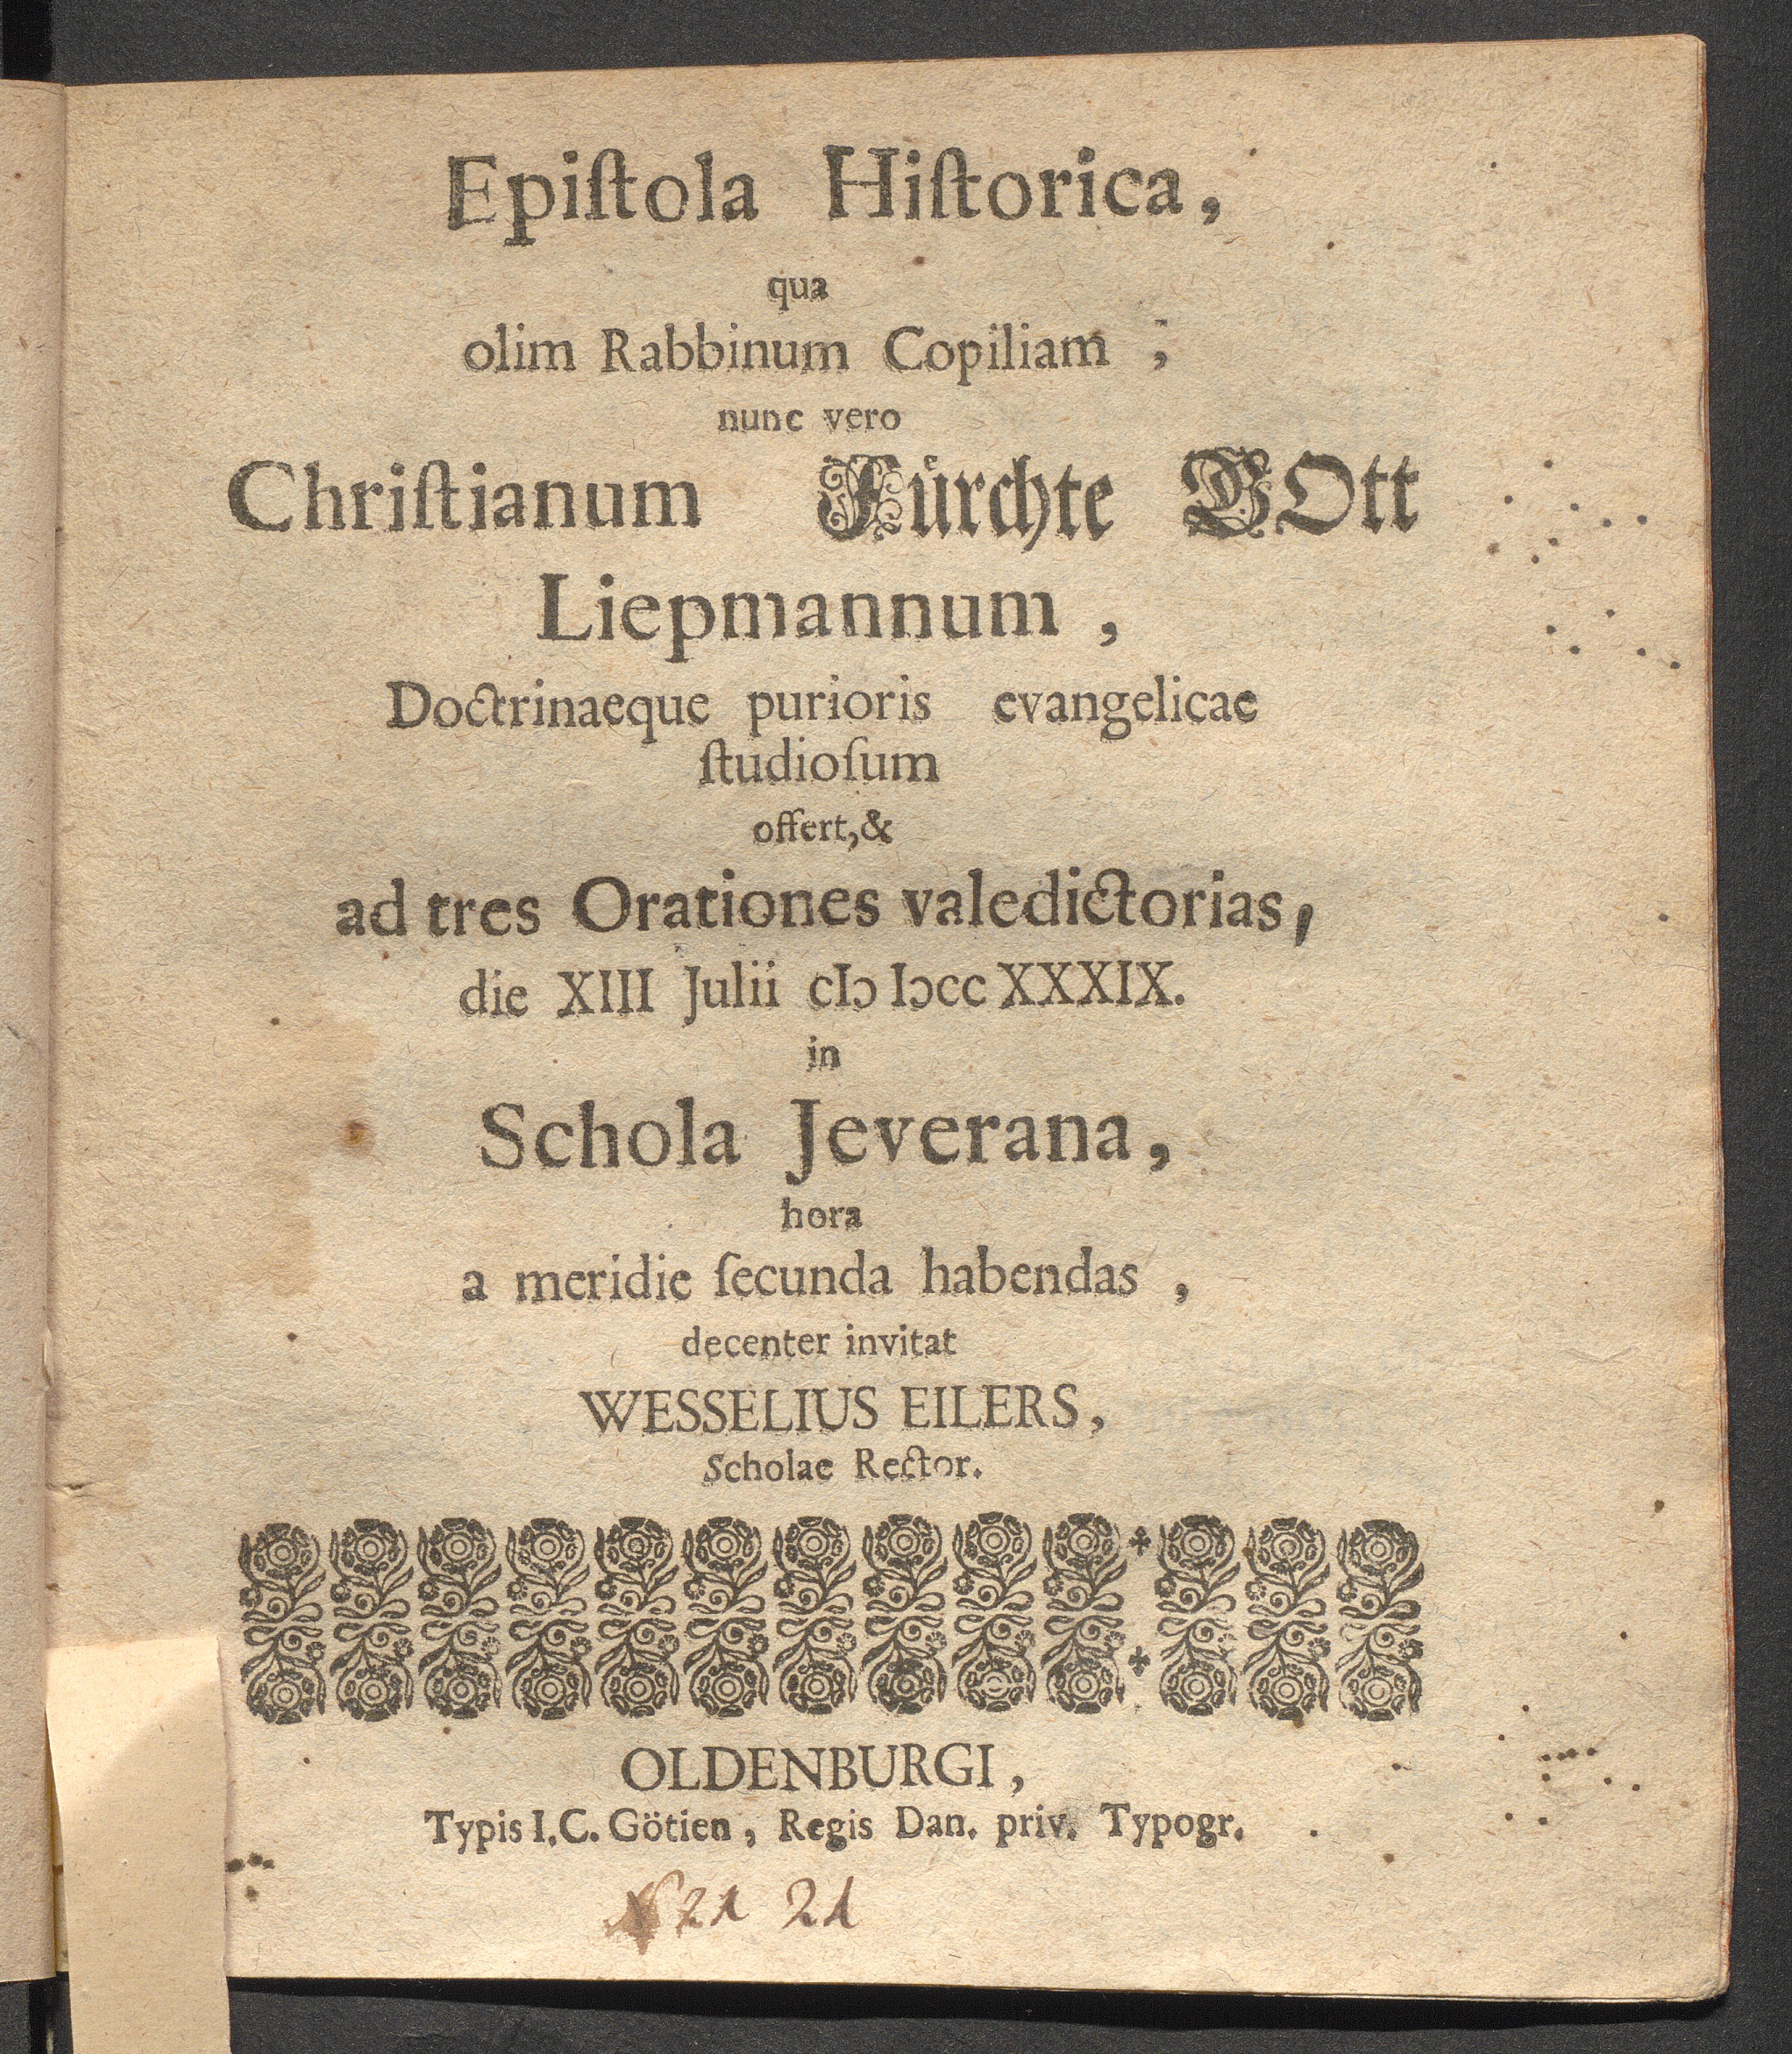 Epiſtola Hiſtorica,
qua
olim Rabbinum Copiliam ;
nunc vero
Chriſtianum Fürchte GOtt
Liepmannum ,
Doctrinaeque purioris evangelicae
ſtudioſum
offert,&
ad tres Orationes valedictorias,
die XIII Julii cIↄ Iↄcc XXXIX.
in
Schola Jeverana,
hora
a meridie ſecunda habendas ,
decenter invitat
WESSELIUS EILERS,
Scholae Rector.
OLDENBURGI,
Typis I.C. Götien, Regis Dan. priv. Typogr.
21 21